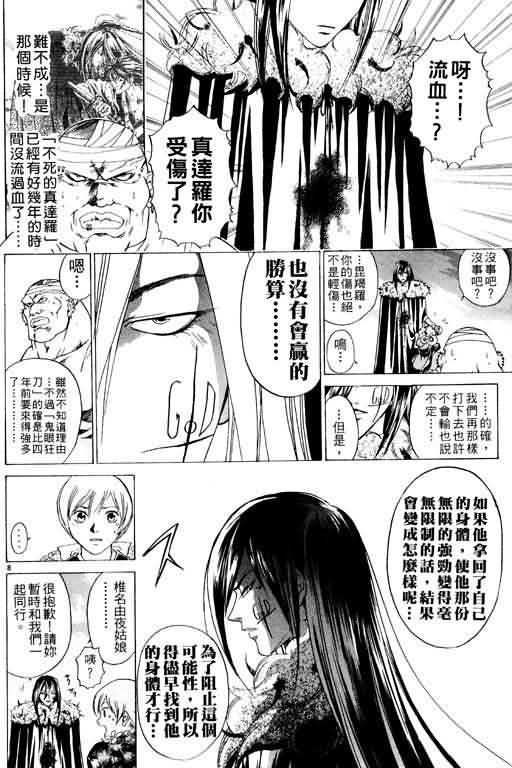 呀…！
流血…？
真達羅你
受傷了？
難不成…是
那個時候！
「不死的真達羅」
已經有好幾年的時
間沒流過血了……
沒事吧？
沒事吧？
…毘羯羅，
你的傷也絕
不是輕傷…
嗚…
……的確，
我們再那樣
打下去也許
不會輸也說
不定…
…但是，
也沒有會贏的
勝算………
嗯…
雖然不知道理由
…不過「鬼眼狂
刀」的確是比四
年前要來得強多
了……
如果他拿回了自己
的身體，使他那份
無限的強勁變得毫
無限制的話，結果
會變成怎麼樣呢…
為了阻止這個
可能性，所以
得儘早找到他
的身體才行…
……
8
椎名由夜姑娘
很抱歉！請妳
暫時和我們一
起同行。
咦？